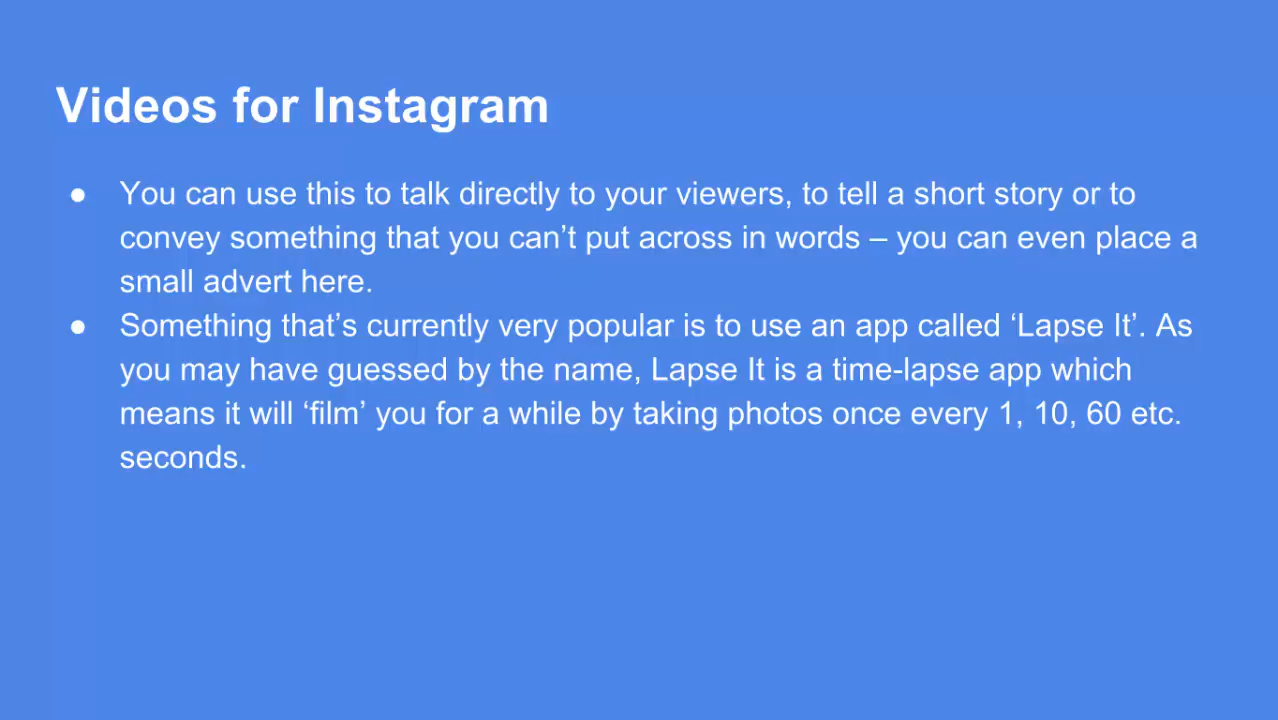 Videos for Instagram
● You can use this to talk directly to your viewers, to tell a short story or to
convey something that you can’t put across in words – you can even place a
small advert here.
● Something that’s currently very popular is to use an app called ‘Lapse It’. As
you may have guessed by the name, Lapse It is a time-lapse app which
means it will ‘film’ you for a while by taking photos once every 1, 10, 60 etc.
seconds.